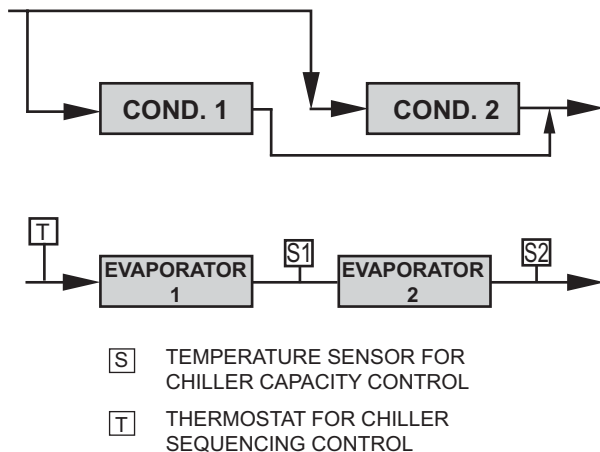 COND. 1
COND. 2
T
EVAPORATOR
1
S1
EVAPORATOR
2
S2
S TEMPERATURE SENSOR FOR
CHILLER CAPACITY CONTROL
T THERMOSTAT FOR CHILLER
SEQUENCING CONTROL